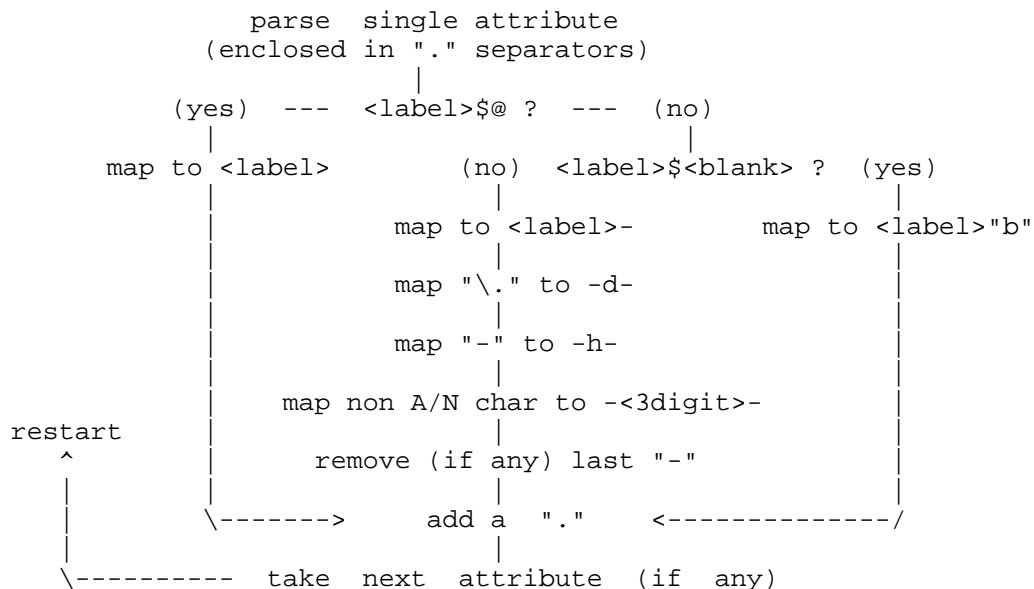 parse single attribute
(enclosed in "." separators)
|
(yes) --- <label>$@ ? --- (no)
| |
map to <label> (no) <label>$<blank> ? (yes)
| | |
| map to <label>- map to <label>"b"
| | |
| map "\." to -d- |
| | |
| map "-" to -h- |
| | |
| map non A/N char to -<3digit>- |
restart | | |
^ | remove (if any) last "-" |
| | | |
| \-------> add a "." <--------------/
| |
\---------- take next attribute (if any)